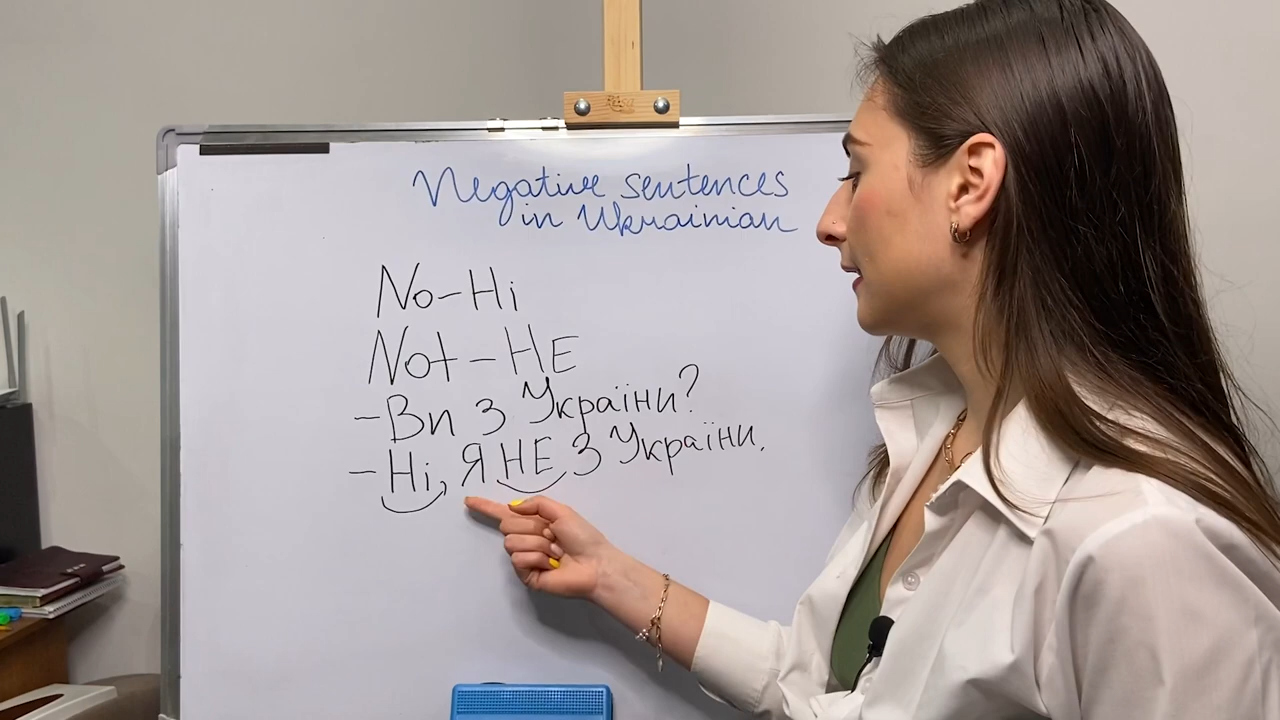 Negative sentences
in Ukrainian
No-Ні
Not-НЕ
-Ви з України?
-Ні, Я НЕ З України.